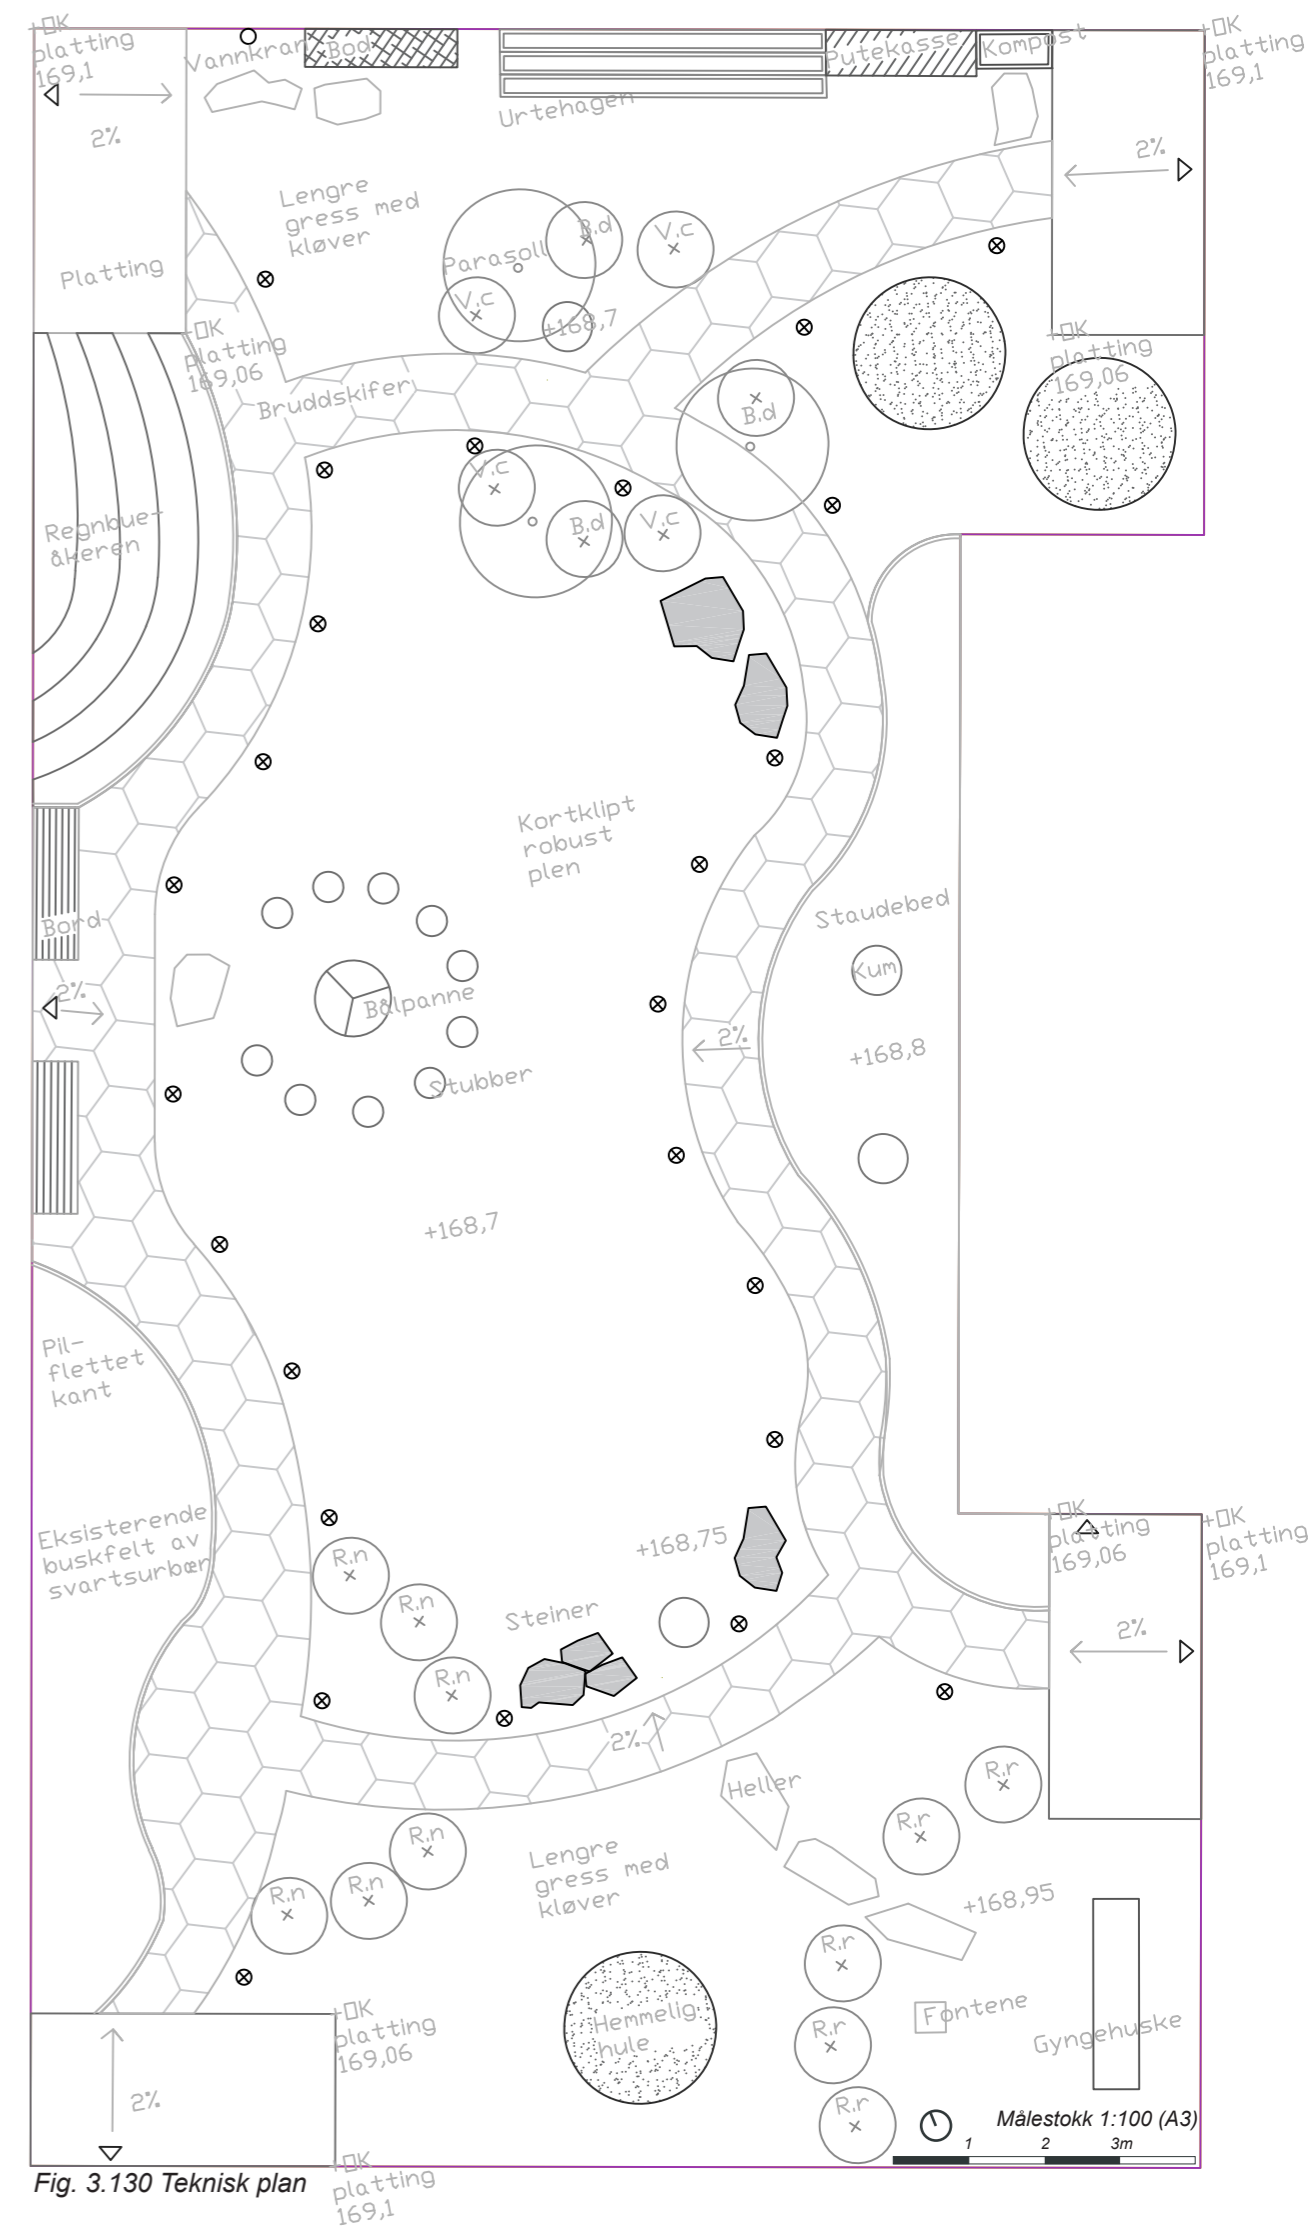 +OK
platting
169,1
Vannkran
Bod
Putekasse
Kompost
+OK
platting
169,1
2%
Urtehagen
2%
Lengre
gress med
kløver
B.d
V.c
Parasoll
Platting
V.c
+168,7
+OK
platting
169,06
+OK
platting
169,06
Bruddskifer
B.d
V.c
B.d
V.c
Regnbue-
åkeren
Kortklipt
robust
plen
Staudebed
Bord
Kum
2%
Bålpanne
2%
+168,8
Stubber
+168,7
Pil-
flettet
kant
Eksisterende
buskfelt av
svartsurbær
+168,75
+OK
platting
169,06
+OK
platting
169,1
R.n
R.n
Steiner
2%
R.n
2%
Heller
R.r
R.r
R.n
Lengre
gress med
kløver
R.n
R.n
+168,95
R.r
Hemmelig
hule
Fontene
Gyngehuske
R.r
+OK
platting
169,06
2%
R.r
Målestokk 1:100 (A3)
1 2 3m
Fig. 3.130 Teknisk plan
+OK
platting
169,1